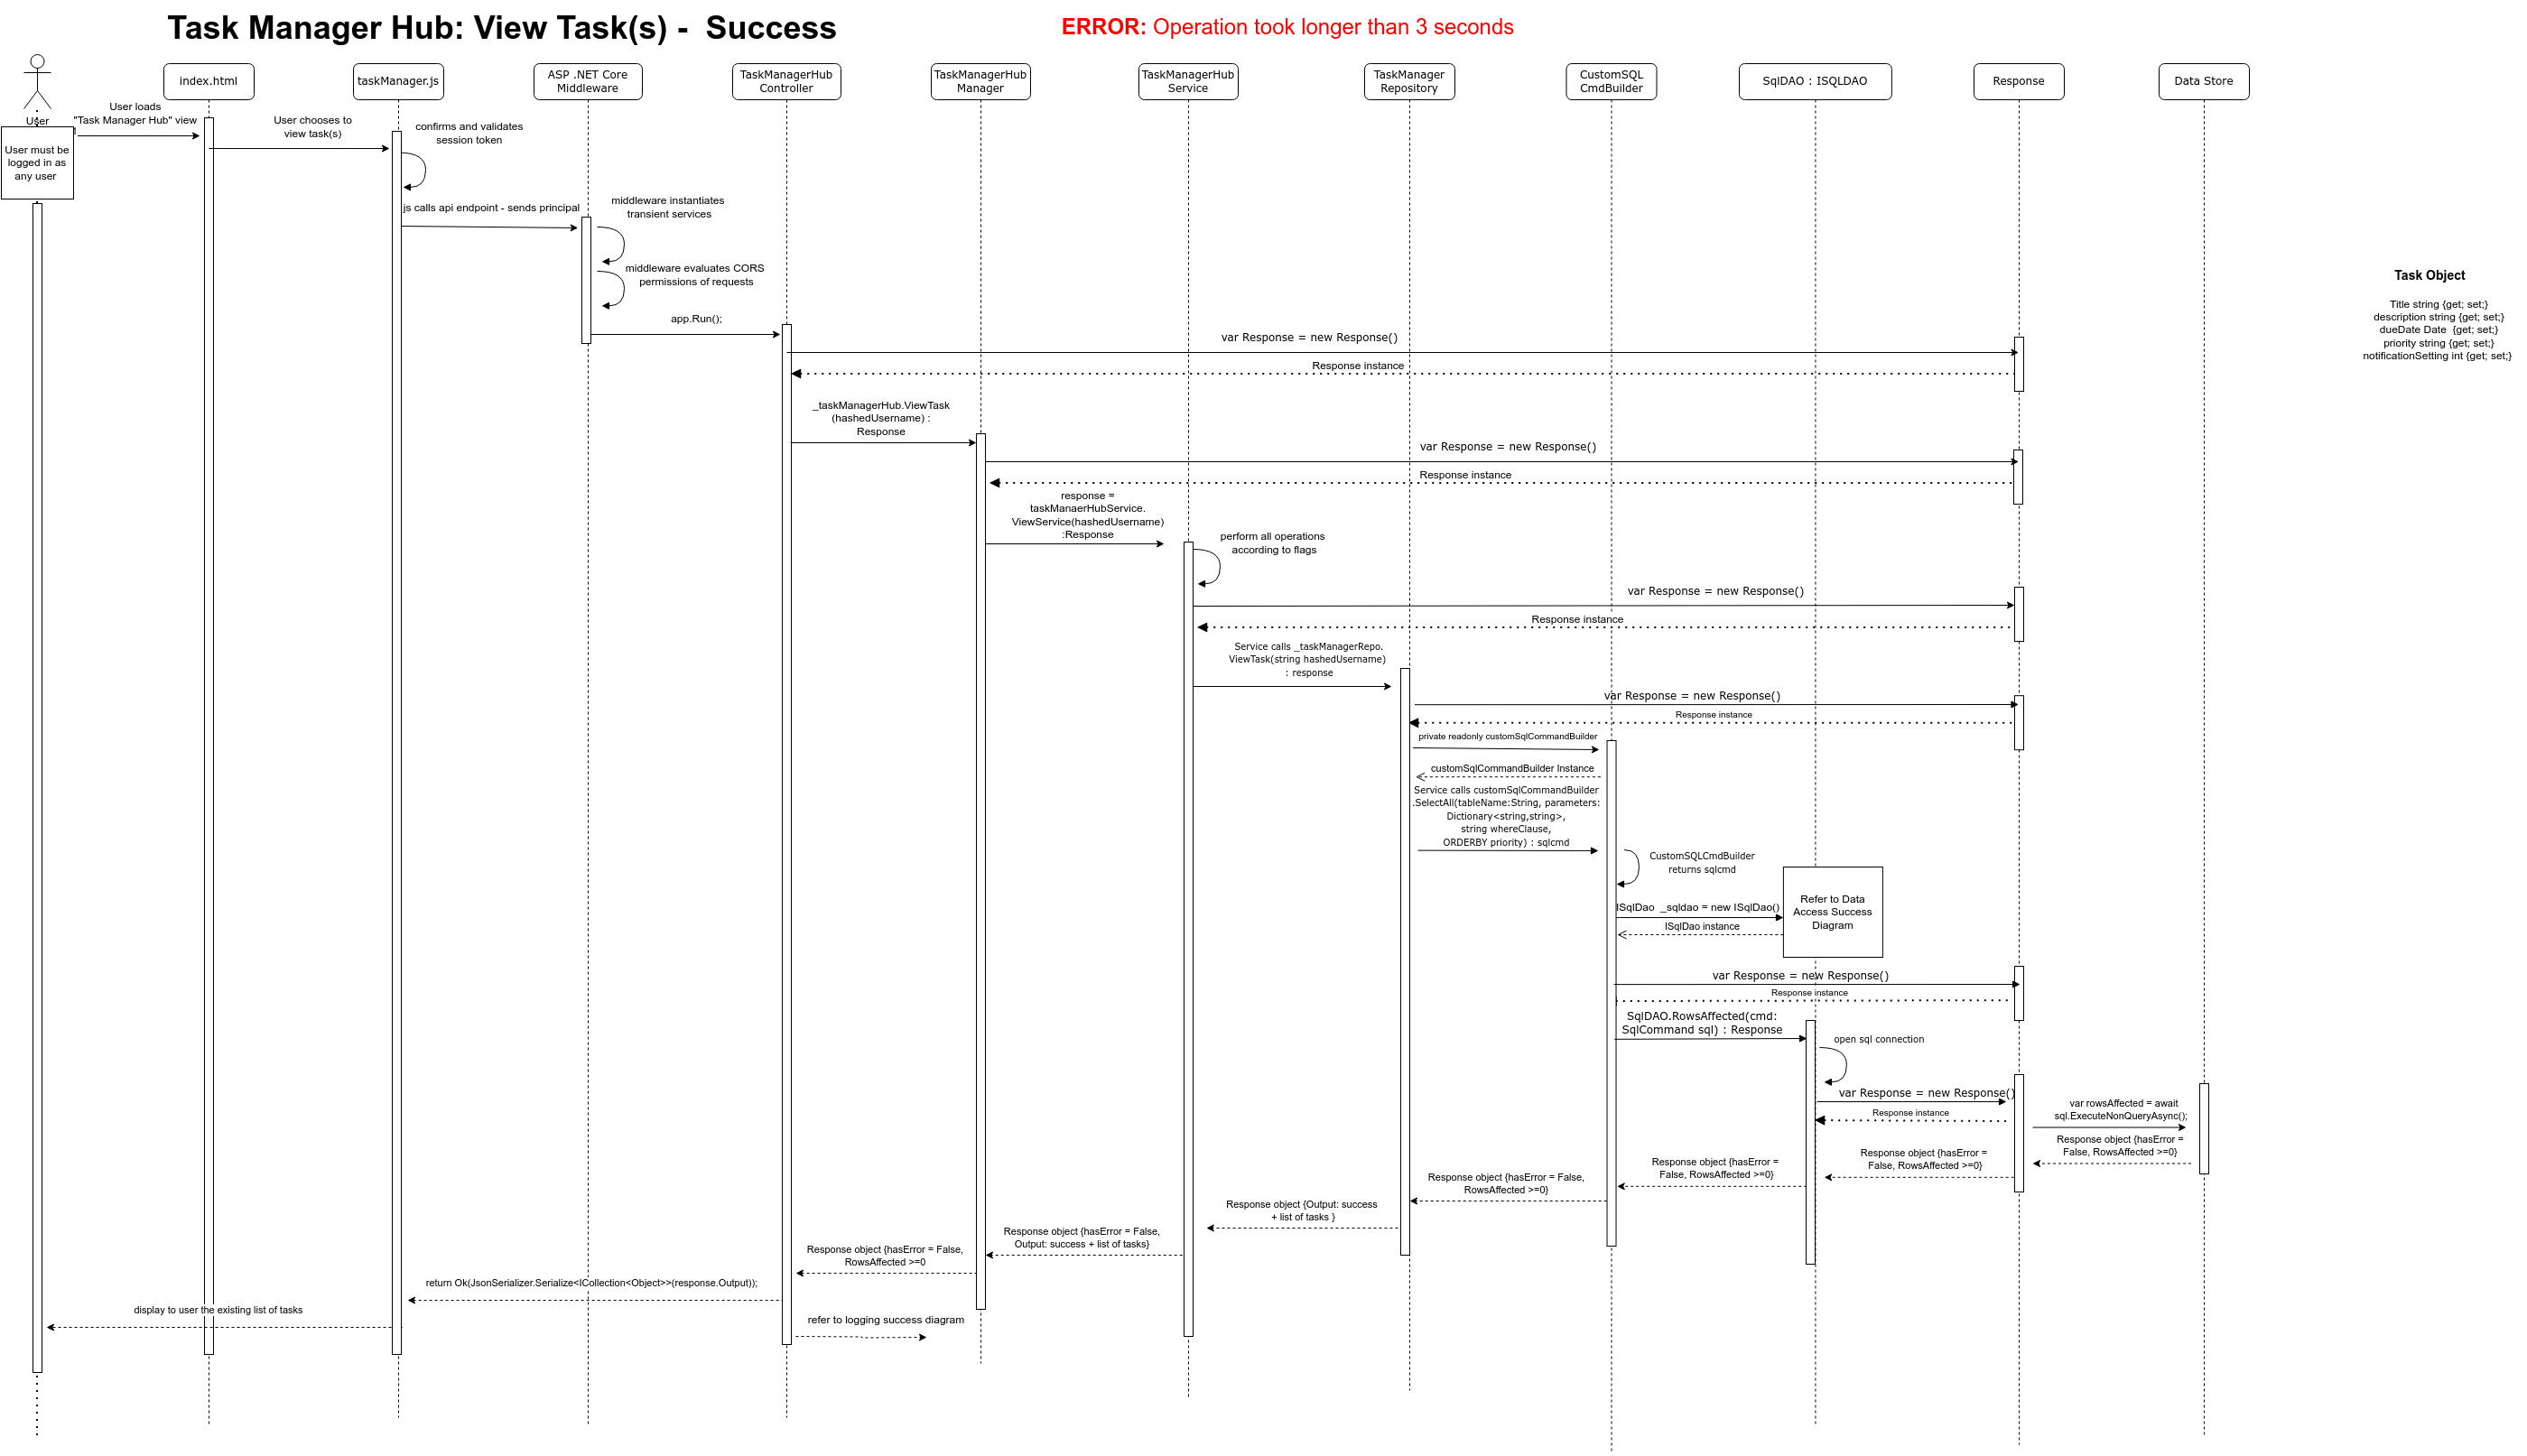 Task Manager Hub: View Task(s) -  Success
ERROR: Operation took longer than 3 seconds
User
index.html
taskManager.js
ASP .NET Core
Middleware
TaskManagerHub
Controller
TaskManagerHub
Manager
TaskManagerHub
Service
TaskManager
Repository
CustomSQL
CmdBuilder
SqlDAO : ISQLDAO
Response
Data Store
User must be
logged in as
any user
User loads
"Task Manager Hub" view
User chooses to
view task(s)
confirms and validates
session token
js calls api endpoint - sends principal
middleware instantiates
transient services
middleware evaluates CORS
permissions of requests
app.Run();
Task Object
Title string {get; set;}
description string {get; set;}
dueDate Date  {get; set;}
priority string {get; set;}
notificationSetting int {get; set;}
var Response = new Response()
Response instance
_taskManagerHub.ViewTask
(hashedUsername) :
Response
var Response = new Response()
Response instance
response =
taskManaerHubService.
ViewService(hashedUsername)
:Response
perform all operations
according to flags
var Response = new Response()
Response instance
Service calls _taskManagerRepo.
ViewTask(string hashedUsername)
: response
var Response = new Response()
Response instance
private readonly customSqlCommandBuilder
customSqlCommandBuilder Instance
Service calls customSqlCommandBuilder
.SelectAll(tableName:String, parameters:
Dictionary<string,string>,
string whereClause,
ORDERBY priority) : sqlcmd
CustomSQLCmdBuilder
returns sqlcmd
Refer to Data
Access Success
Diagram
ISqlDao  _sqldao = new ISqlDao()
ISqlDao instance
var Response = new Response()
Response instance
SqlDAO.RowsAffected(cmd:
SqlCommand sql) : Response
open sql connection
var Response = new Response()
Response instance
var rowsAffected = await
sql.ExecuteNonQueryAsync();
Response object {hasError =
False, RowsAffected >=0}
Response object {hasError =
False, RowsAffected >=0}
Response object {hasError =
False, RowsAffected >=0}
Response object {hasError = False,
RowsAffected >=0}
Response object {Output: success
+ list of tasks }
Response object {hasError = False,
Output: success + list of tasks}
Response object {hasError = False,
RowsAffected >=0
return Ok(JsonSerializer.Serialize<ICollection<Object>>(response.Output));
display to user the existing list of tasks
refer to logging success diagram